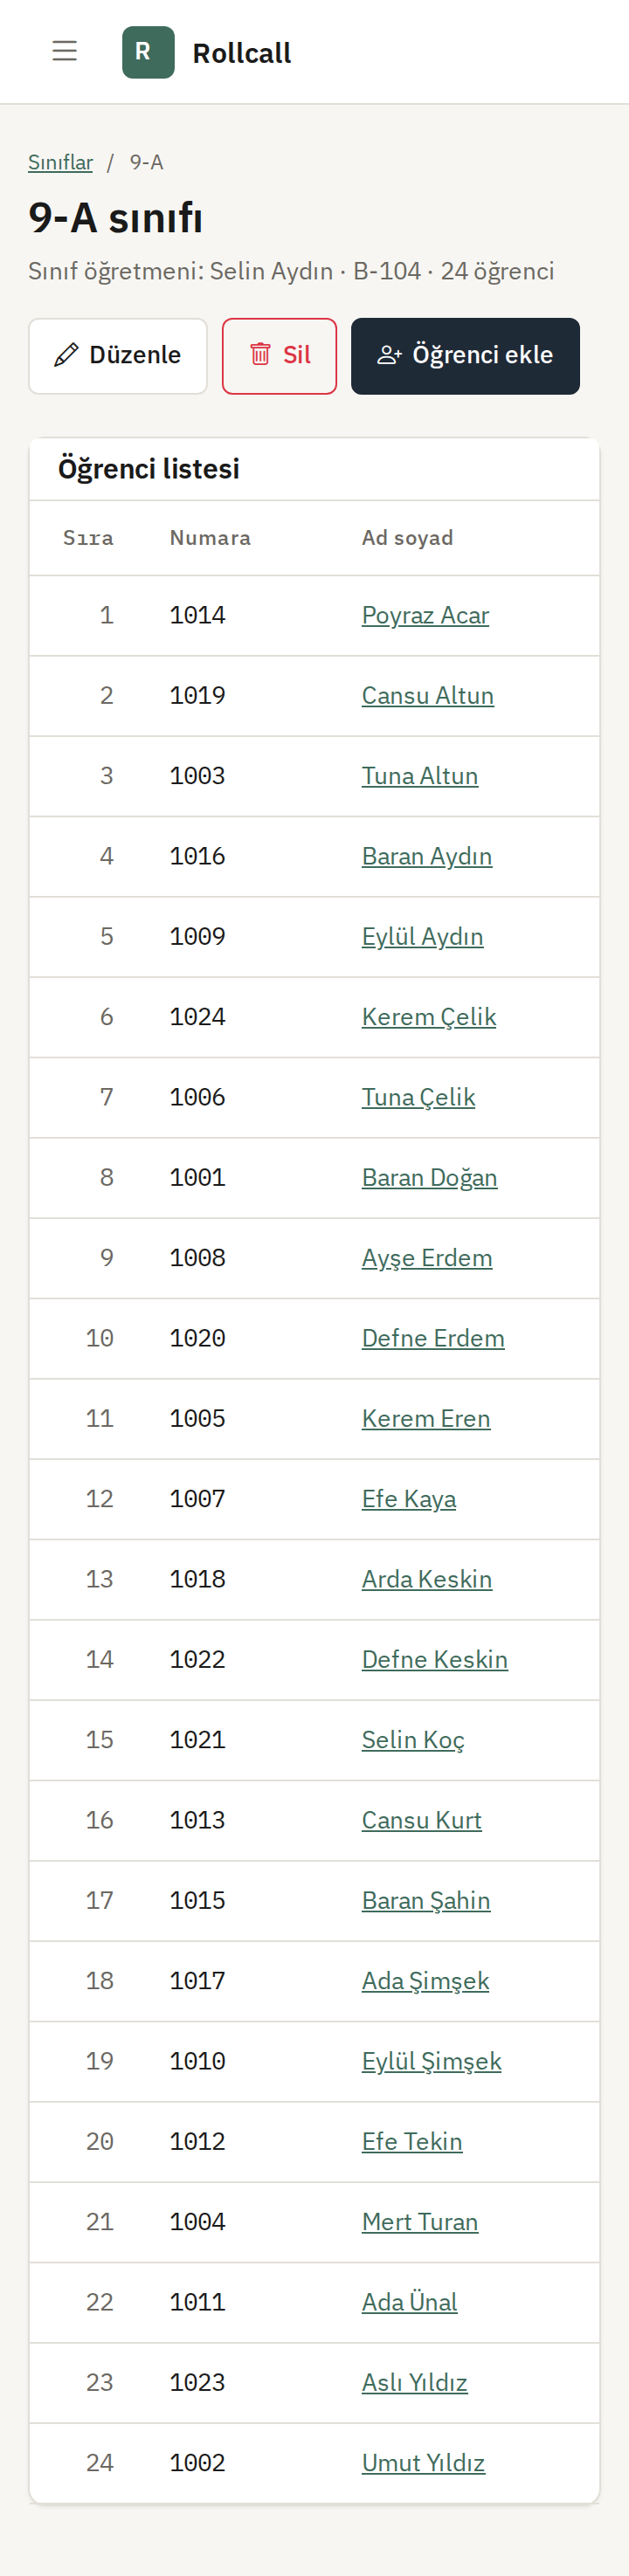 R Rollcall
Sınıflar / 9-A
9-A sınıfı
Sınıf öğretmeni: Selin Aydın · B-104 · 24 öğrenci
Düzenle Sil Öğrenci ekle
Öğrenci listesi
Sıra Numara Ad soyad
1 1014 Poyraz Acar
2 1019 Cansu Altun
3 1003 Tuna Altun
4 1016 Baran Aydın
5 1009 Eylül Aydın
6 1024 Kerem Çelik
7 1006 Tuna Çelik
8 1001 Baran Doğan
9 1008 Ayşe Erdem
10 1020 Defne Erdem
11 1005 Kerem Eren
12 1007 Efe Kaya
13 1018 Arda Keskin
14 1022 Defne Keskin
15 1021 Selin Koç
16 1013 Cansu Kurt
17 1015 Baran Şahin
18 1017 Ada Şimşek
19 1010 Eylül Şimşek
20 1012 Efe Tekin
21 1004 Mert Turan
22 1011 Ada Ünal
23 1023 Aslı Yıldız
24 1002 Umut Yıldız